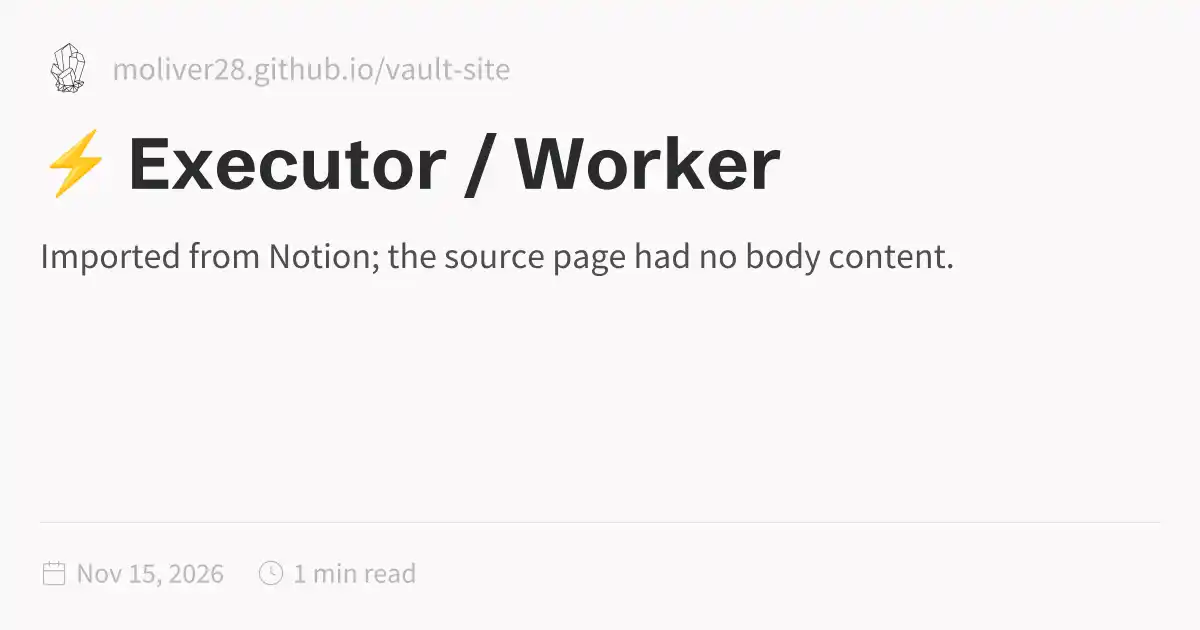 moliver28.github.io/vault-site
⚡ Executor / Worker
Imported from Notion; the source page had no body content.
Nov 15, 2026
1 min read